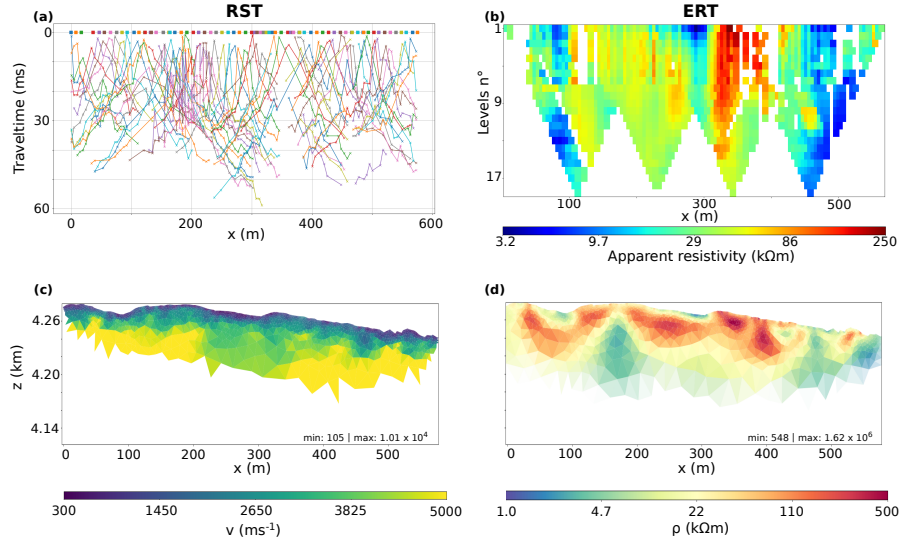 (a) RST
0
30
60
Traveltime (ms)
0 200 400 600
x (m)
(b) ERT
1
9
17
Levels n°
100 300 500
x (m)
3.2 9.7 29 86 250
Apparent resistivity (kΩm)
(c)
4.26
4.20
4.14
z (km)
min: 105 | max: 1.01 x 10⁴
0 100 200 300 400 500
x (m)
300 1450 2650 3825 5000
v (ms⁻¹)
(d)
min: 548 | max: 1.62 x 10⁶
0 100 200 300 400 500
x (m)
1.0 4.7 22 110 500
ρ (kΩm)